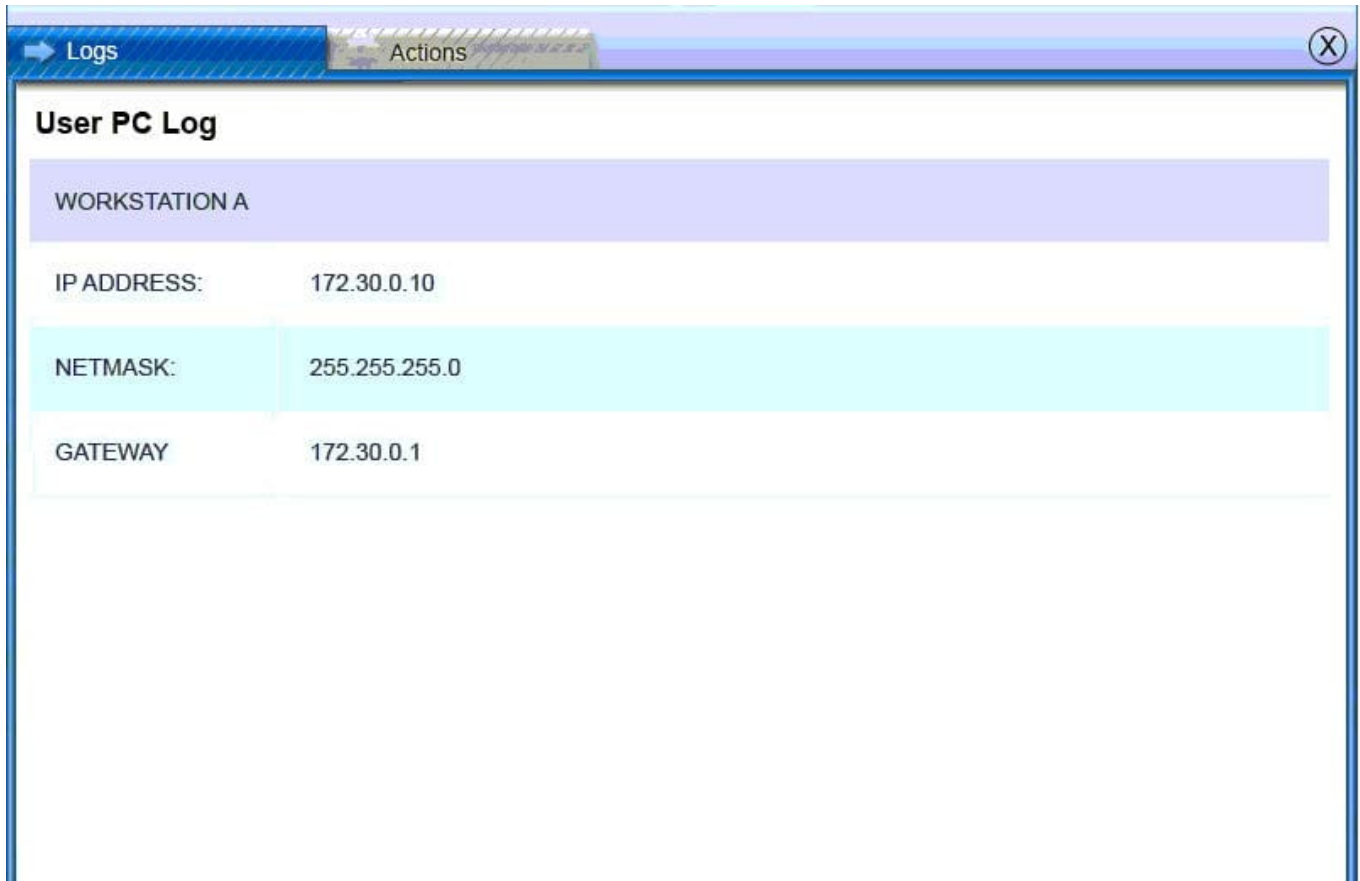 Logs Actions X
User PC Log
WORKSTATION A
IP ADDRESS: 172.30.0.10
NETMASK: 255.255.255.0
GATEWAY 172.30.0.1